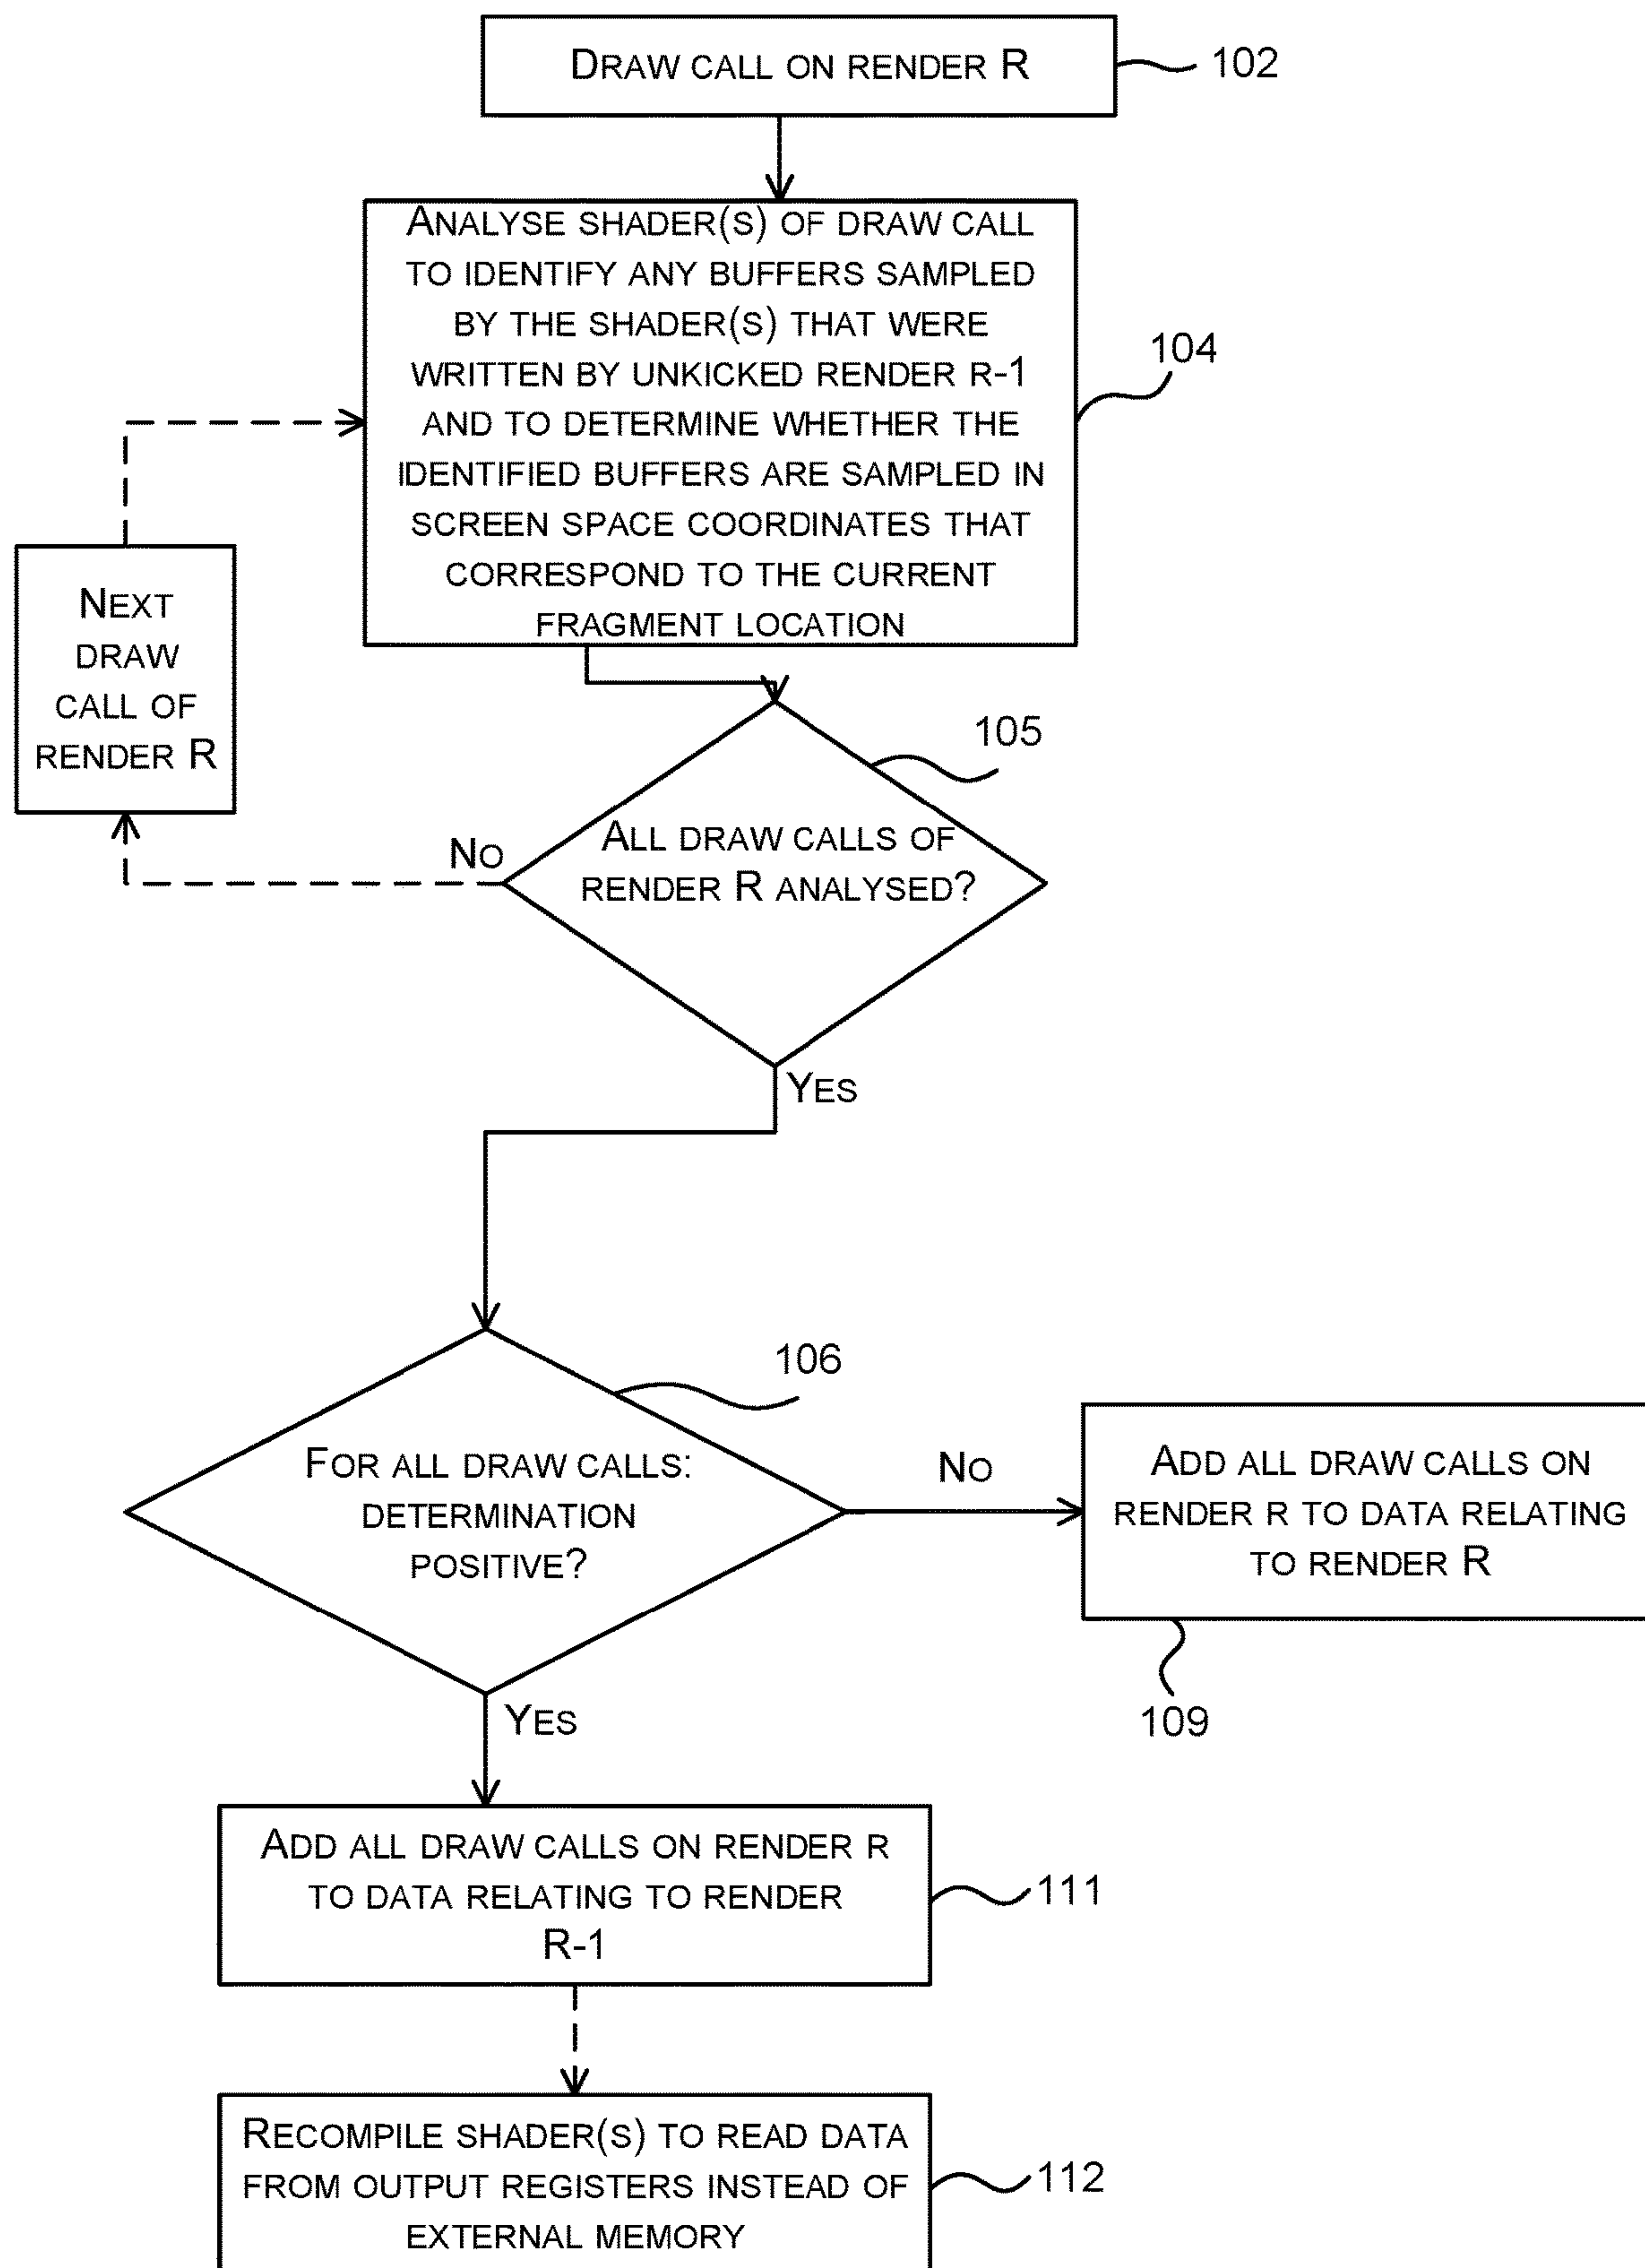 DRAW CALL ON RENDER R
102
ANALYSE SHADER(S) OF DRAW CALL
TO IDENTIFY ANY BUFFERS SAMPLED
BY THE SHADER(S) THAT WERE
WRITTEN BY UNKICKED RENDER R-1
AND TO DETERMINE WHETHER THE
IDENTIFIED BUFFERS ARE SAMPLED IN
SCREEN SPACE COORDINATES THAT
CORRESPOND TO THE CURRENT
FRAGMENT LOCATION
104
NEXT
DRAW
CALL OF
RENDER R
105
NO
ALL DRAW CALLS OF
RENDER R ANALYSED?
YES
106
FOR ALL DRAW CALLS:
DETERMINATION
POSITIVE?
NO
ADD ALL DRAW CALLS ON
RENDER R TO DATA RELATING
TO RENDER R
109
YES
ADD ALL DRAW CALLS ON RENDER R
TO DATA RELATING TO RENDER
R-1
111
RECOMPILE SHADER(S) TO READ DATA
FROM OUTPUT REGISTERS INSTEAD OF
EXTERNAL MEMORY
112